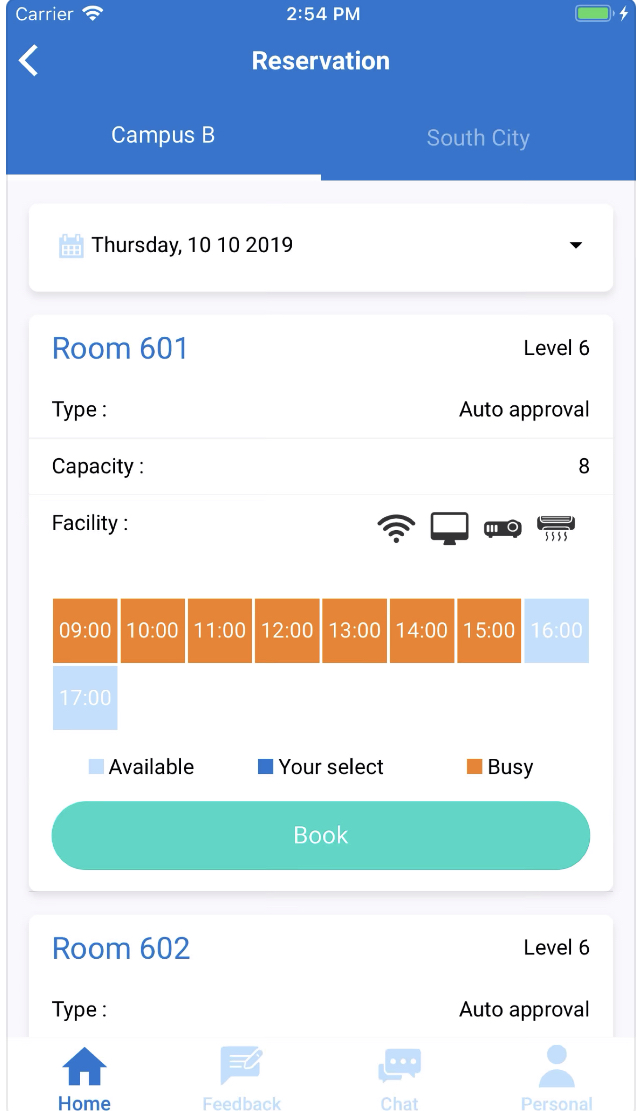 Carrier 2:54 PM
Reservation
Campus B South City
Thursday, 10 10 2019
Room 601 Level 6
Type : Auto approval
Capacity : 8
Facility :
09:00 10:00 11:00 12:00 13:00 14:00 15:00 16:00
17:00
Available Your select Busy
Book
Room 602 Level 6
Type : Auto approval
Home Feedback Chat Personal